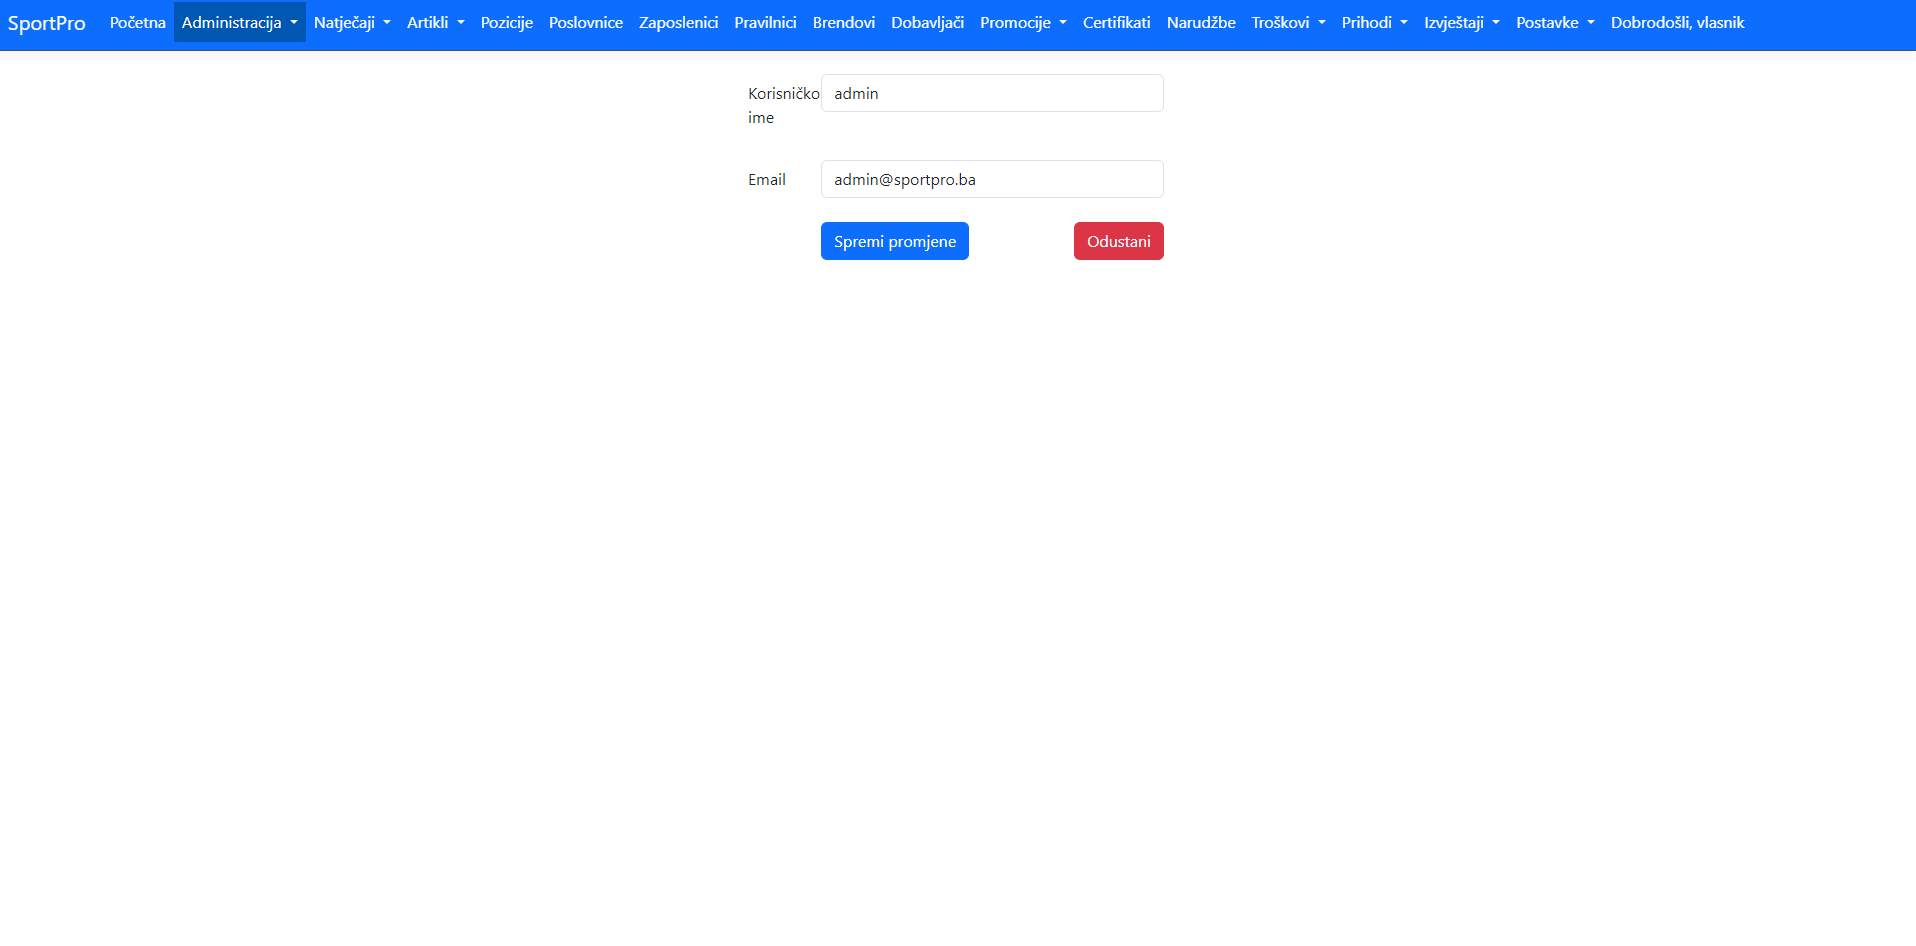 SportPro Početna Administracija Natječaji Artikli Pozicije Poslovnice Zaposlenici Pravilnici Brendovi Dobavljači Promocije Certifikati Narudžbe Troškovi Prihodi Izvještaji Postavke Dobrodošli, vlasnik
Korisničko admin
ime
Email admin@sportpro.ba
Spremi promjene Odustani